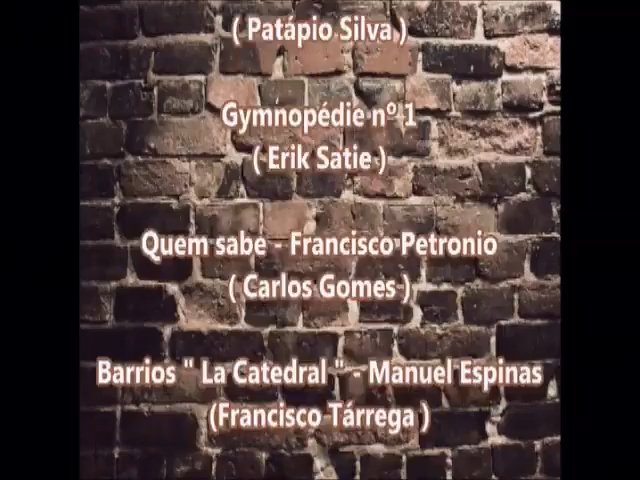 ( Patápio Silva )
Gymnopédie nº 1
( Erik Satie )
Quem sabe - Francisco Petronio
( Carlos Gomes )
Barrios " La Catedral " - Manuel Espinas
(Francisco Tárrega )